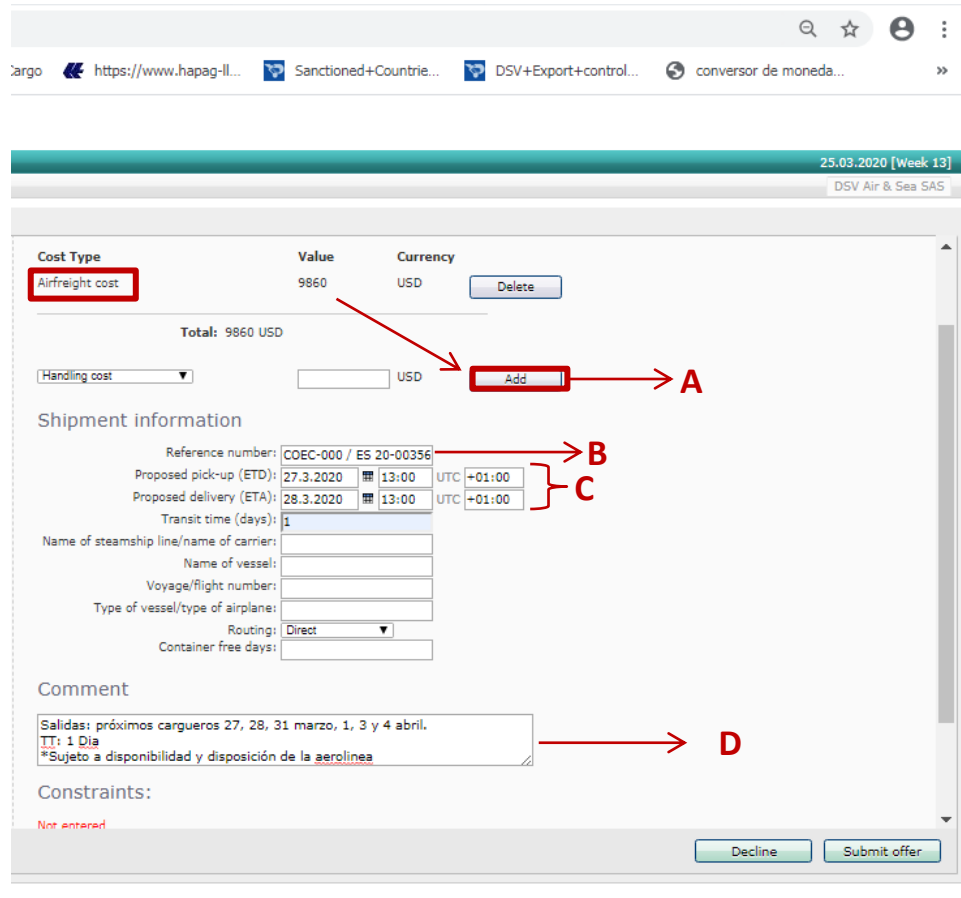 Cargo https://www.hapag-ll... Sanctioned+Countrie... DSV+Export+control... conversor de moneda... »
25.03.2020 [Week 13]
DSV Air & Sea SAS
Cost Type Value Currency
Airfreight cost 9860 USD Delete
Total: 9860 USD
Handling cost USD Add A
Shipment information
Reference number: COEC-000 / ES 20-00356 B
Proposed pick-up (ETD): 27.3.2020 13:00 UTC +01:00
C
Proposed delivery (ETA): 28.3.2020 13:00 UTC +01:00
Transit time (days): 1
Name of steamship line/name of carrier:
Name of vessel:
Voyage/flight number:
Type of vessel/type of airplane:
Routing: Direct
Container free days:
Comment
Salidas: próximos cargueros 27, 28, 31 marzo, 1, 3 y 4 abril.
TT: 1 Dia
*Sujeto a disponibilidad y disposición de la aerolinea
D
Constraints:
Not entered
Decline Submit offer